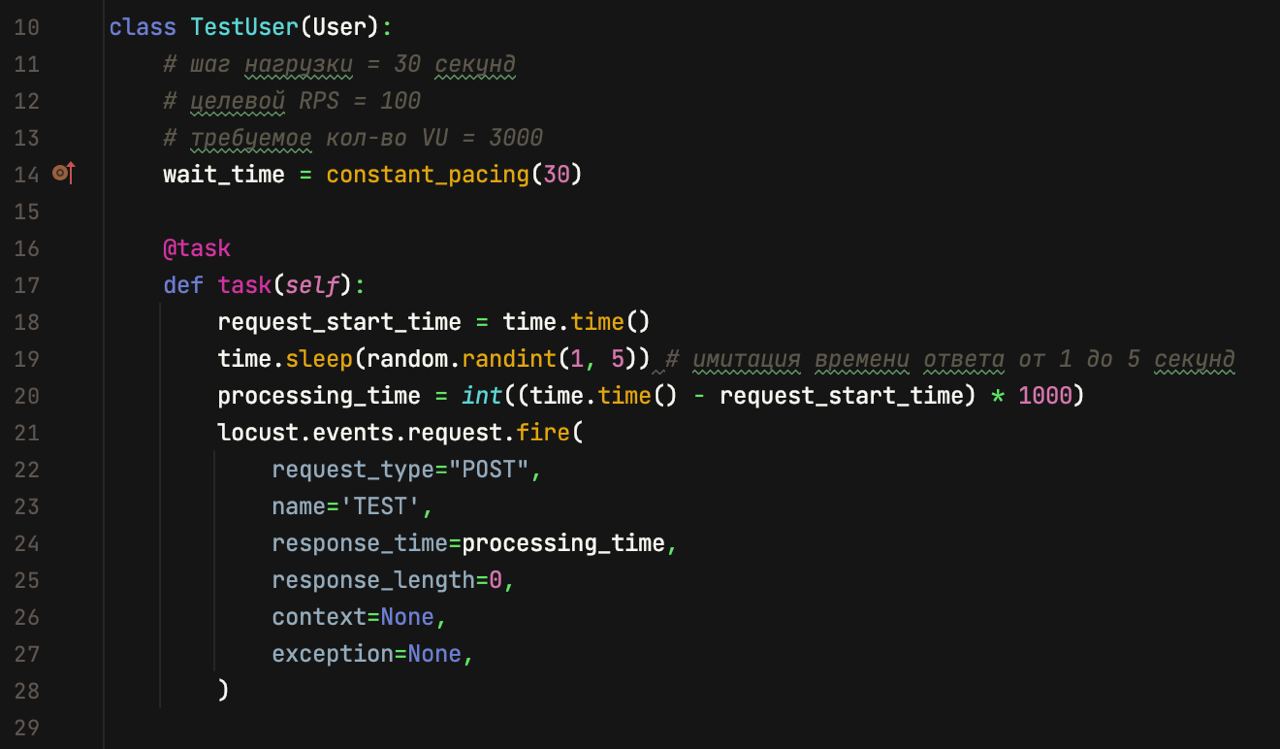 10 class TestUser(User):
11     # шаг нагрузки = 30 секунд
12     # целевой RPS = 100
13     # требуемое кол-во VU = 3000
14     wait_time = constant_pacing(30)
15
16     @task
17     def task(self):
18         request_start_time = time.time()
19         time.sleep(random.randint(1, 5)) # имитация времени ответа от 1 до 5 секунд
20         processing_time = int((time.time() - request_start_time) * 1000)
21         locust.events.request.fire(
22             request_type="POST",
23             name='TEST',
24             response_time=processing_time,
25             response_length=0,
26             context=None,
27             exception=None,
28         )
29